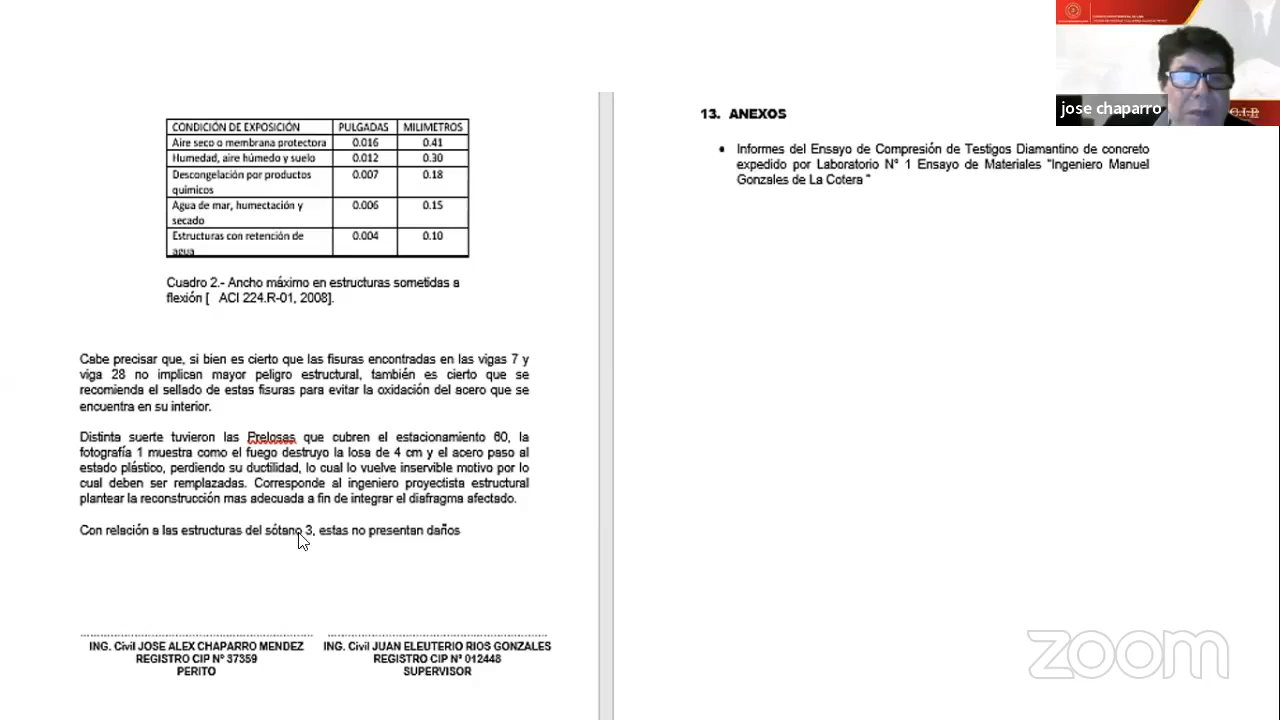 CONDICIÓN DE EXPOSICIÓN PULGADAS MILIMETROS
Aire seco o membrana protectora 0.016 0.41
Humedad, aire húmedo y suelo 0.012 0.30
Descongelación por productos 0.007 0.18
químicos
Agua de mar, humectación y 0.006 0.15
secado
Estructuras con retención de 0.004 0.10
agua
Cuadro 2.- Ancho máximo en estructuras sometidas a
flexión [ ACI 224.R-01, 2008].
Cabe precisar que, si bien es cierto que las fisuras encontradas en las vigas 7 y
viga 28 no implican mayor peligro estructural, también es cierto que se
recomienda el sellado de estas fisuras para evitar la oxidación del acero que se
encuentra en su interior.
Distinta suerte tuvieron las Prelosas que cubren el estacionamiento 60, la
fotografía 1 muestra como el fuego destruyo la losa de 4 cm y el acero paso al
estado plástico, perdiendo su ductilidad, lo cual lo vuelve inservible motivo por lo
cual deben ser remplazadas. Corresponde al ingeniero proyectista estructural
plantear la reconstrucción mas adecuada a fin de integrar el diafragma afectado.
Con relación a las estructuras del sótano 3, estas no presentan daños
ING. Civil JOSE ALEX CHAPARRO MENDEZ
REGISTRO CIP Nº 37359
PERITO
ING. Civil JUAN ELEUTERIO RIOS GONZALES
REGISTRO CIP Nº 012448
SUPERVISOR
13. ANEXOS
• Informes del Ensayo de Compresión de Testigos Diamantino de concreto
expedido por Laboratorio N° 1 Ensayo de Materiales "Ingeniero Manuel
Gonzales de La Cotera "
jose chaparro
C.I.P.
zoom